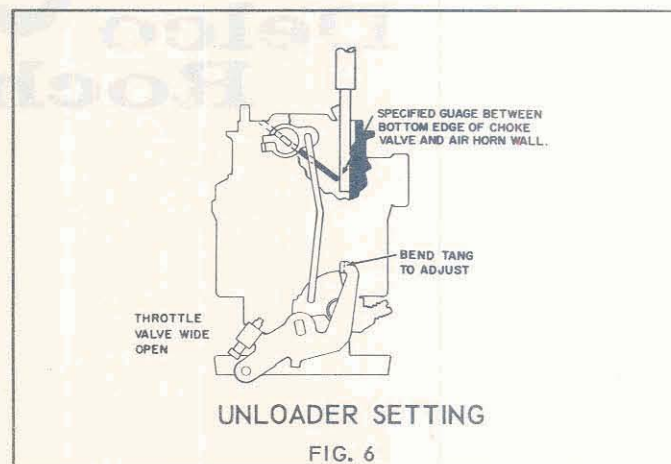 SPECIFIED GUAGE BETWEEN
BOTTOM EDGE OF CHOKE
VALVE AND AIR HORN WALL.
BEND TANG
TO ADJUST
THROTTLE
VALVE WIDE
OPEN
UNLOADER SETTING
FIG. 6